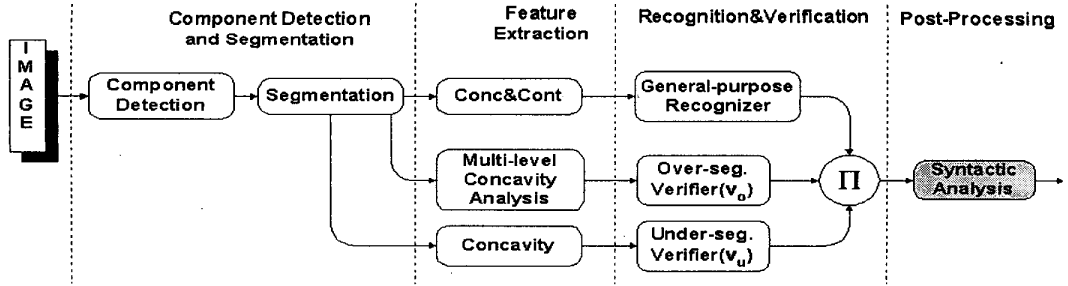 Component Detection
and Segmentation
Feature
Extraction
Recognition&Verification
Post-Processing
IMAGE
Component
Detection
Segmentation
Conc&Cont
General-purpose
Recognizer
Multi-level
Concavity
Analysis
Over-seg.
Verifier(vo)
Π
Syntactic
Analysis
Concavity
Under-seg.
Verifier(vu)